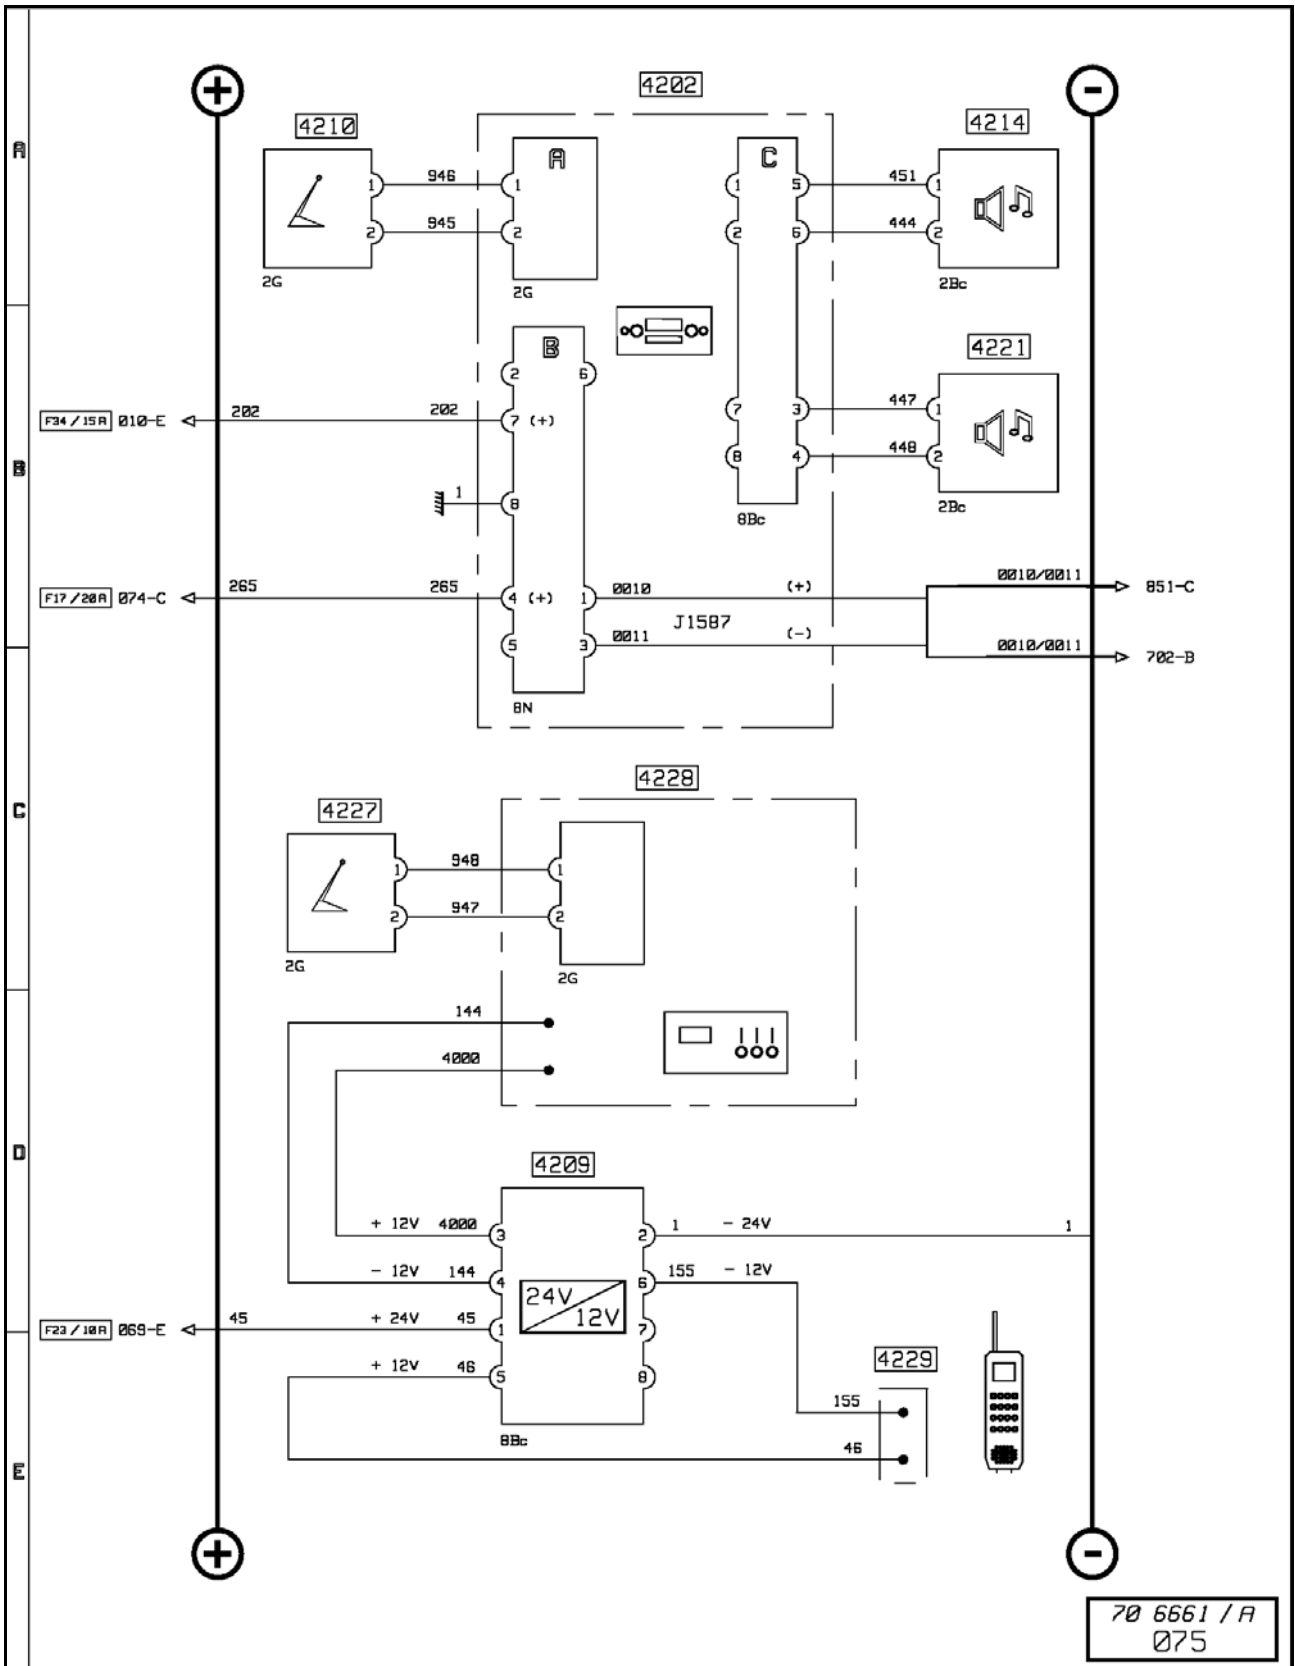 4202
4210
4214
A
A
C
1 946 1
1 5 451 1
2 945 2
2 6 444 2
2G
2G
2Bc
4221
B
2 6
7 3 447 1
F34/15A 010-E 202 202 7 (+)
B
8 4 448 2
1 8
8Bc
2Bc
0010/0011 851-C
F17/20A 074-C 265 265 4 (+) 1 0010 (+)
J1587
5 3 0011 (-)
0010/0011 702-B
8N
4228
C
4227
1 948 1
2 947 2
2G
2G
144
4000
D
4209
+ 12V 4000 3 2 1 - 24V 1
- 12V 144 4 6 155 - 12V
24V
12V
F23/10A 069-E 45 + 24V 45 1 7
+ 12V 46 5 8
4229
155
8Bc
46
E
70 6661 / A
075